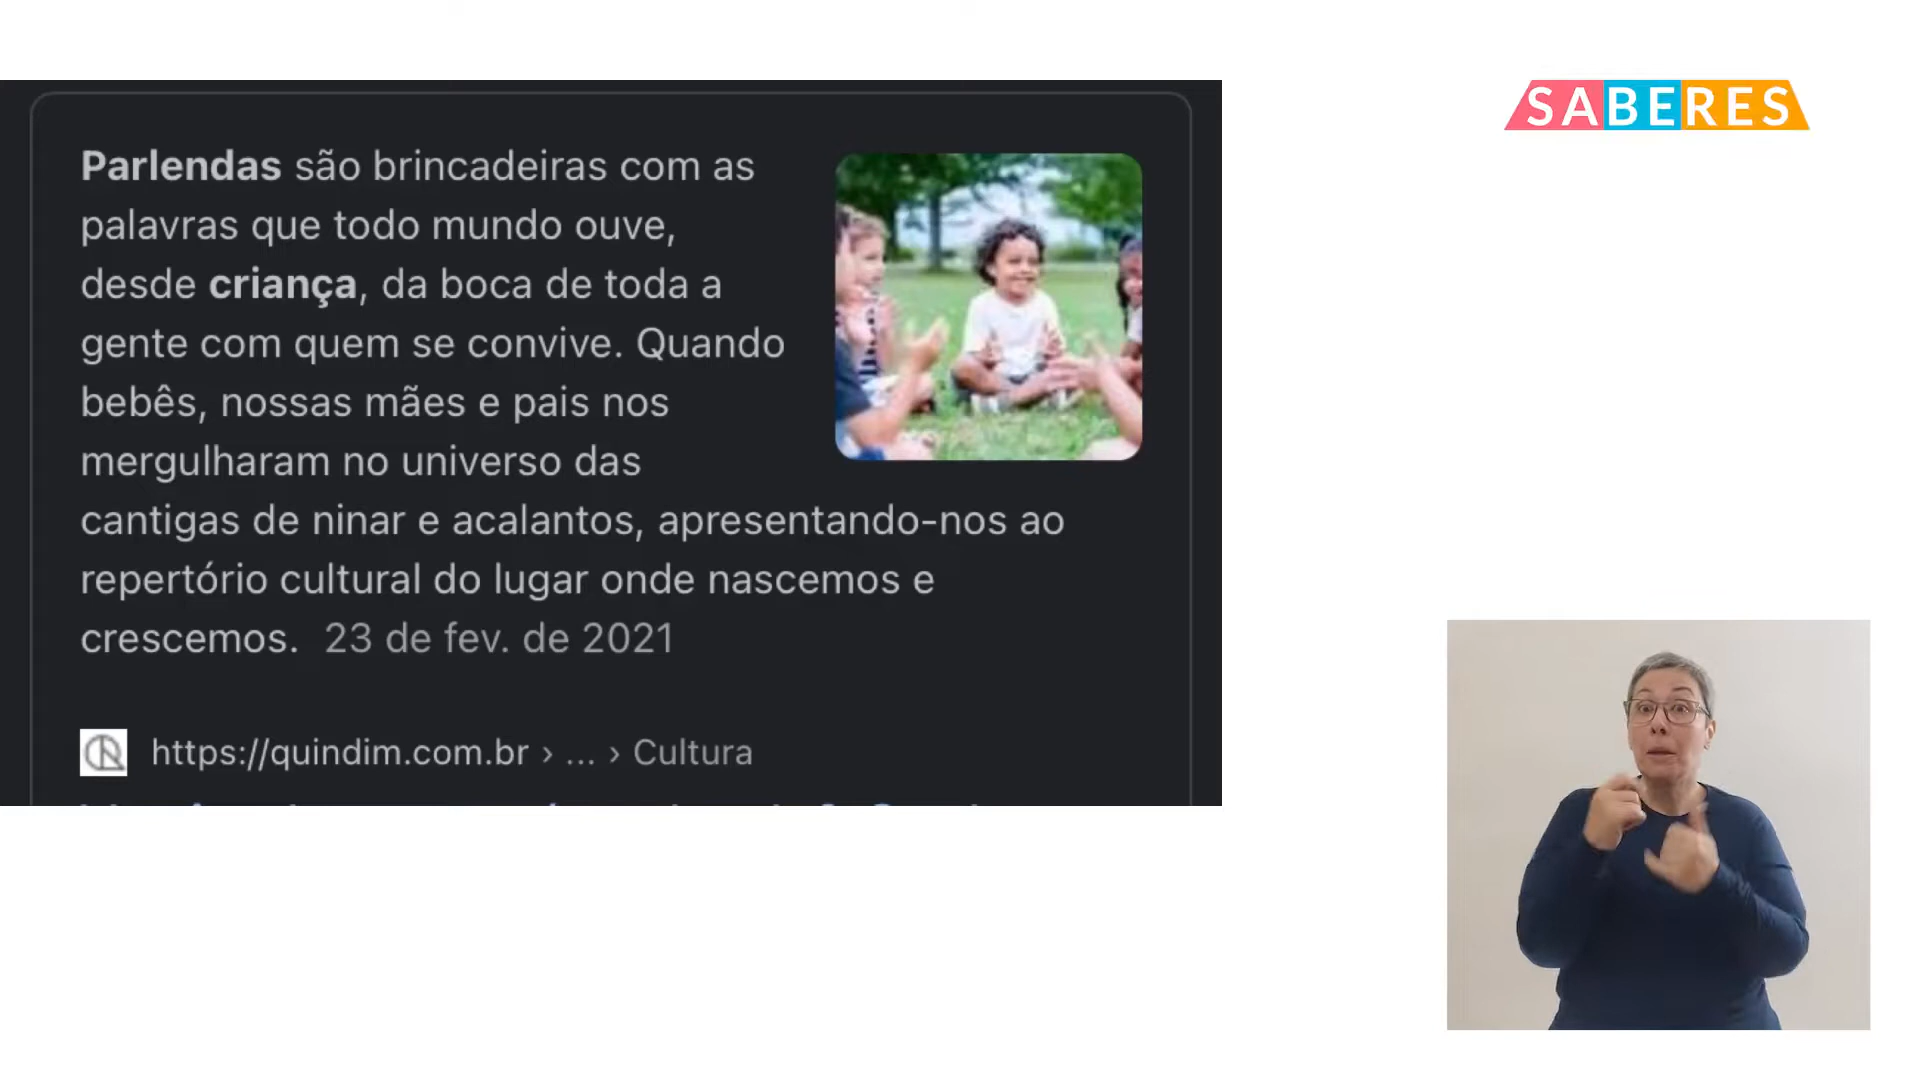 SABERES
Parlendas são brincadeiras com as
palavras que todo mundo ouve,
desde criança, da boca de toda a
gente com quem se convive. Quando
bebês, nossas mães e pais nos
mergulharam no universo das
cantigas de ninar e acalantos, apresentando-nos ao
repertório cultural do lugar onde nascemos e
crescemos. 23 de fev. de 2021
https://quindim.com.br › ... › Cultura